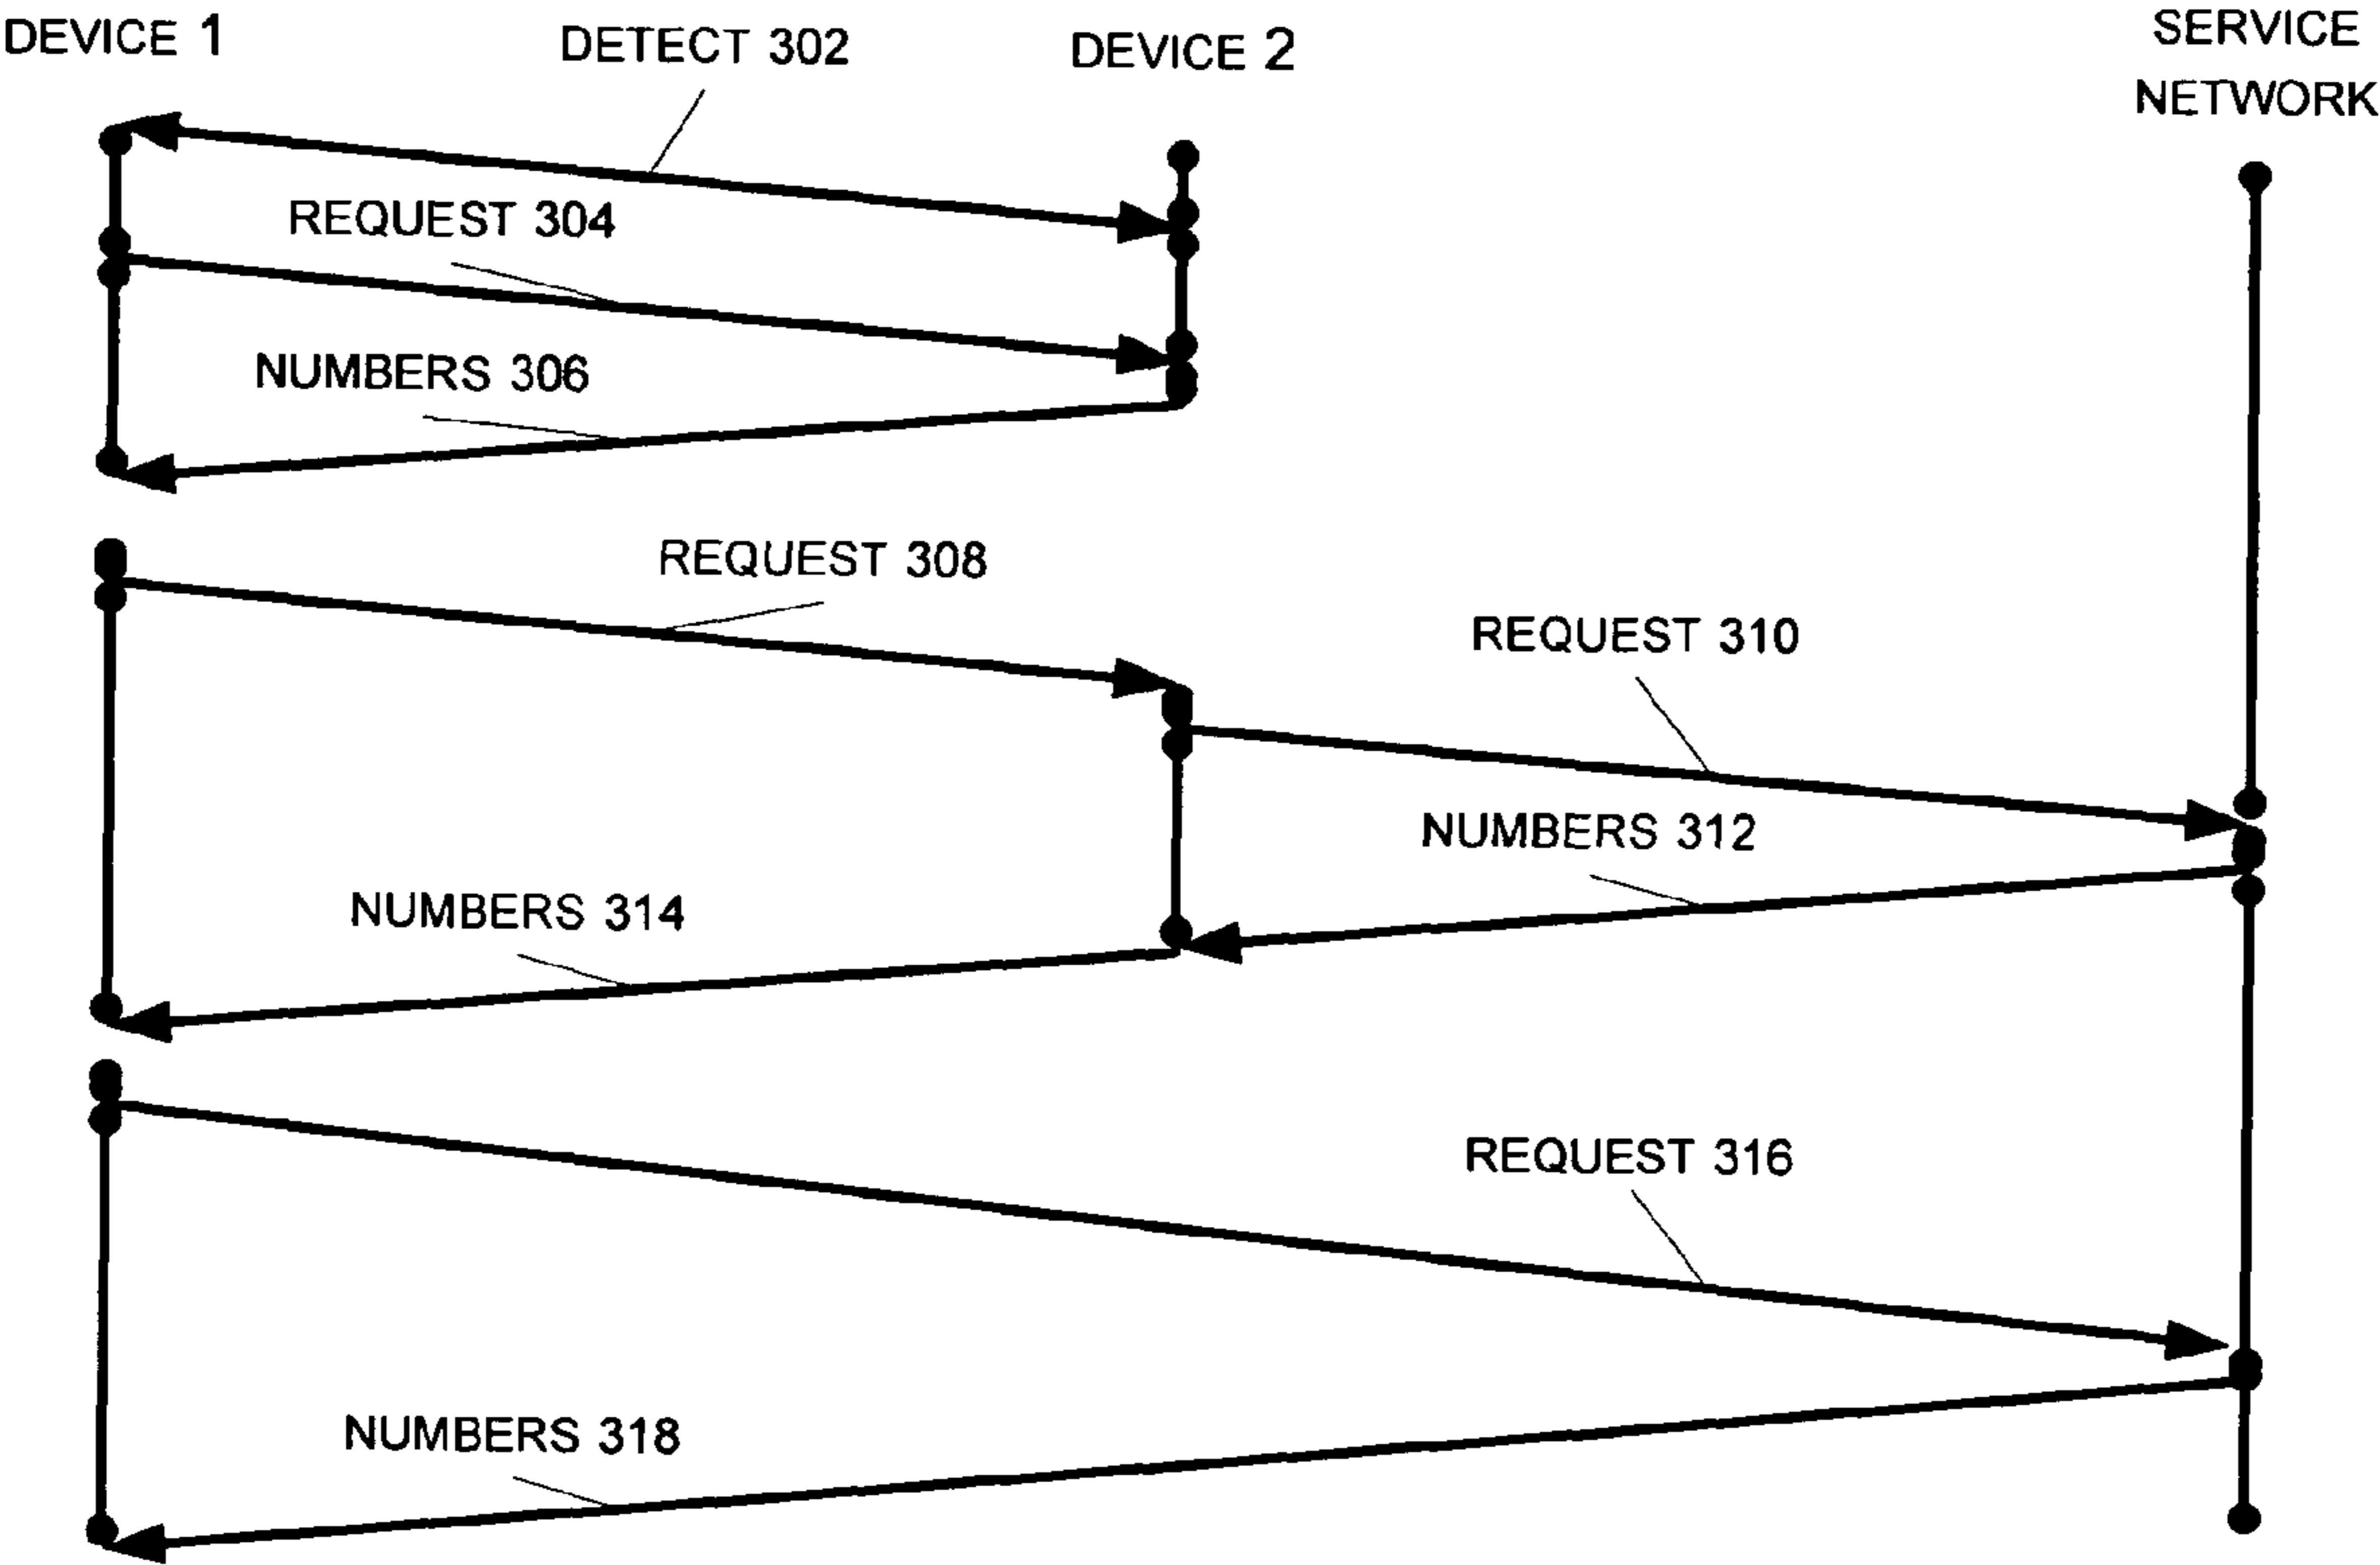 DEVICE 1
DETECT 302
DEVICE 2
SERVICE
NETWORK
REQUEST 304
NUMBERS 306
REQUEST 308
REQUEST 310
NUMBERS 312
NUMBERS 314
REQUEST 316
NUMBERS 318